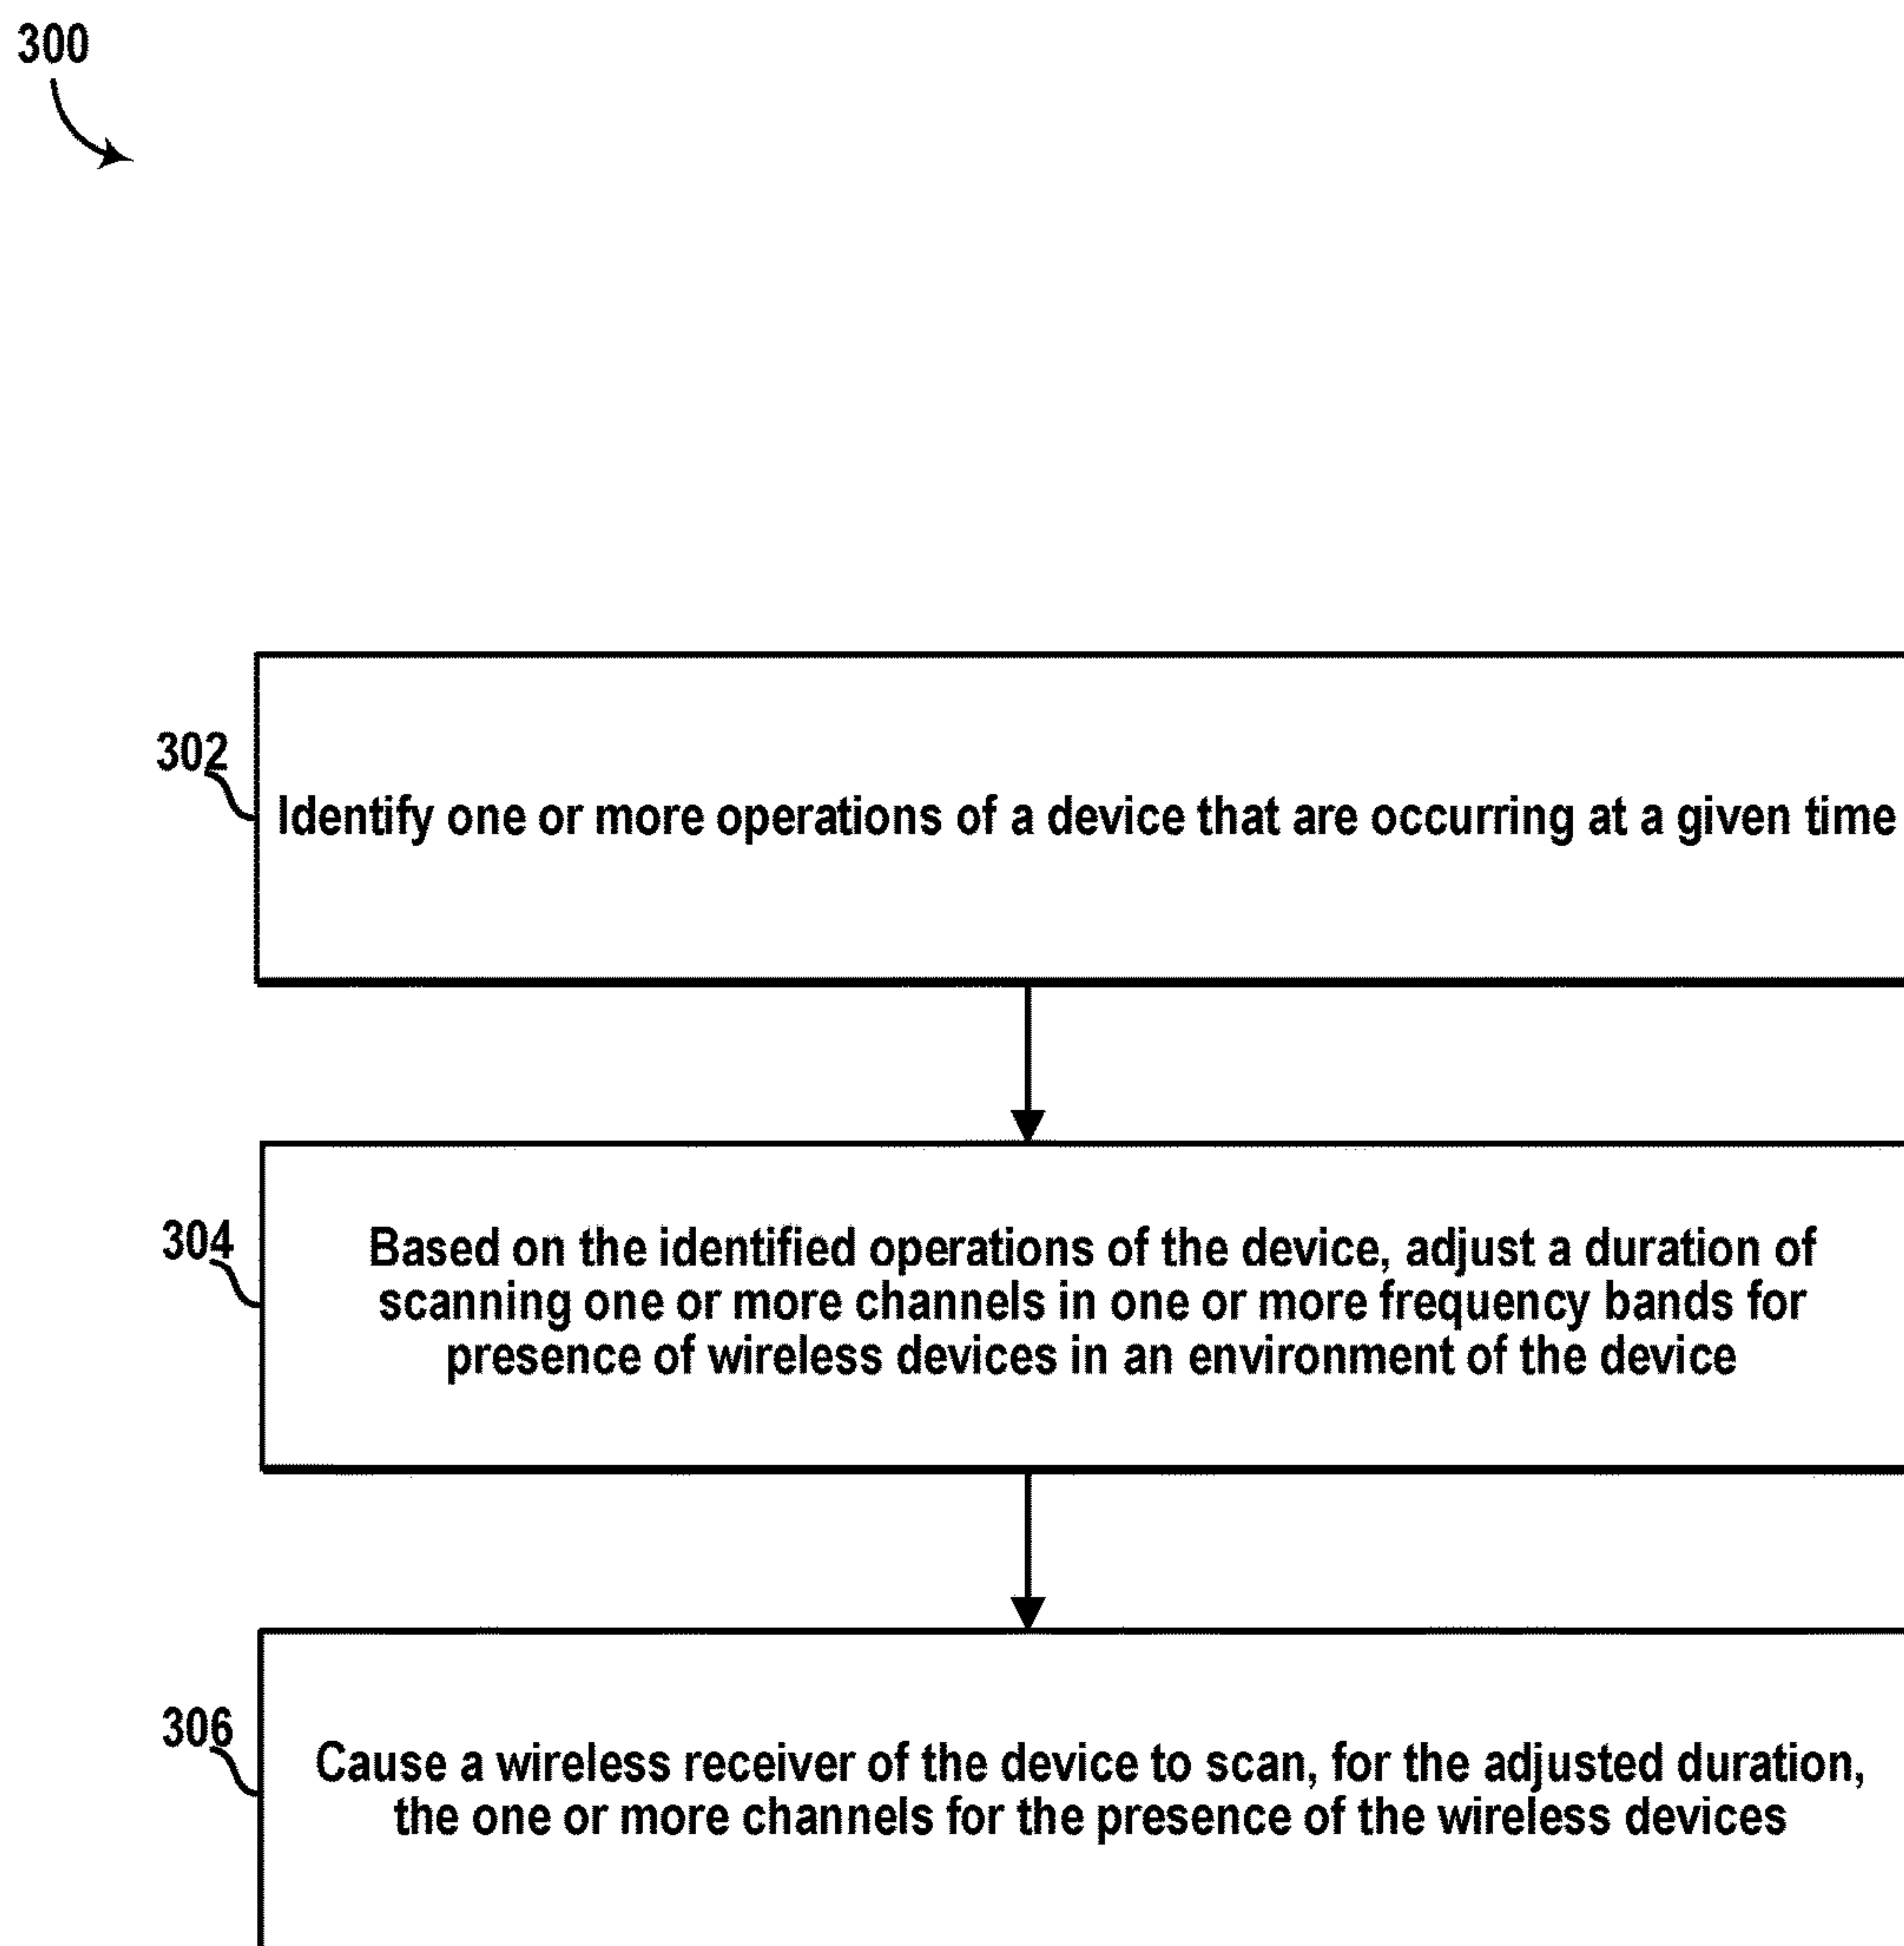 300
302
Identify one or more operations of a device that are occurring at a given time
304
Based on the identified operations of the device, adjust a duration of
scanning one or more channels in one or more frequency bands for
presence of wireless devices in an environment of the device
306
Cause a wireless receiver of the device to scan, for the adjusted duration,
the one or more channels for the presence of the wireless devices